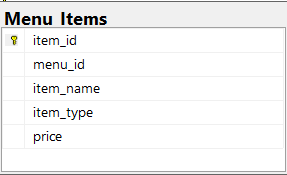 Menu Items
item_id
menu_id
item_name
item_type
price